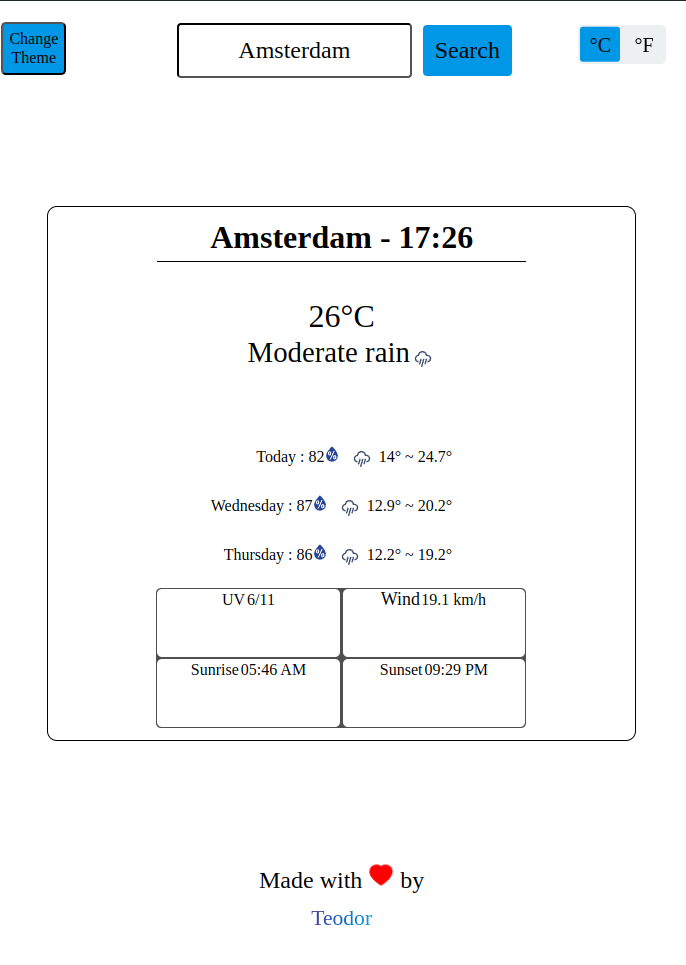 Change
Theme
Amsterdam
Search
°C
°F
Amsterdam - 17:26
26°C
Moderate rain
Today : 82% 14° ~ 24.7°
Wednesday : 87% 12.9° ~ 20.2°
Thursday : 86% 12.2° ~ 19.2°
UV 6/11
Wind 19.1 km/h
Sunrise 05:46 AM
Sunset 09:29 PM
Made with by
Teodor